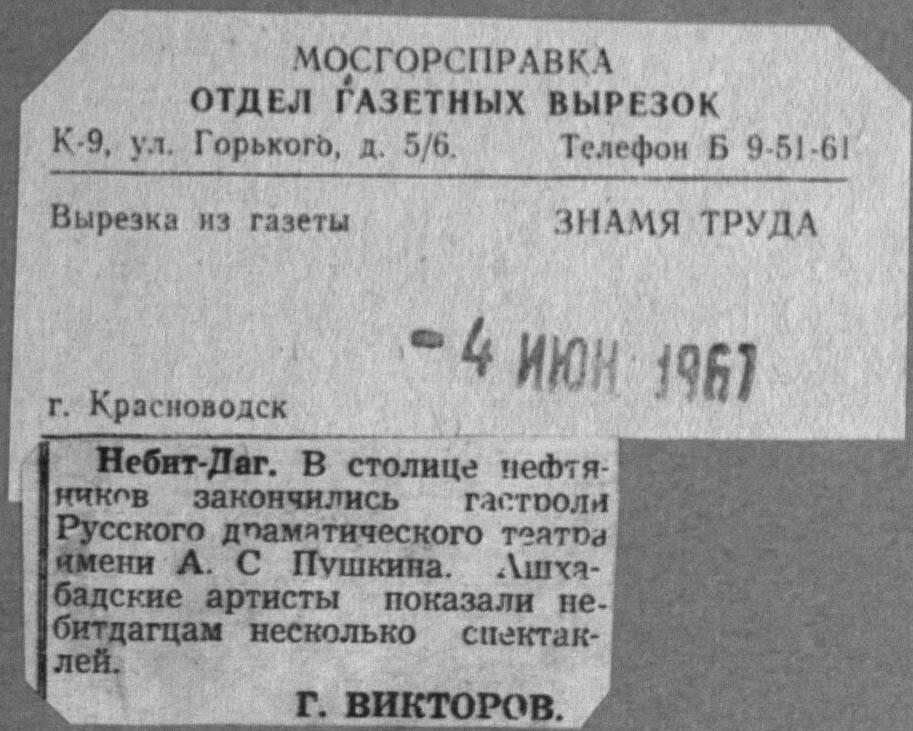 МОСГОРСПРАВКА
ОТДЕЛ ГАЗЕТНЫХ ВЫРЕЗОК
К-9, ул. Горького, д. 5/6. Телефон Б 9-51-61
Вырезка из газеты ЗНАМЯ ТРУДА
- 4 ИЮН 1967
г. Красноводск
Небит-Даг. В столице нефтя-
ников закончились гастроли
Русского драматического театра
имени А. С Пушкина. Ашха-
бадские артисты показали не-
битдагцам несколько спектак-
лей.
Г. ВИКТОРОВ.